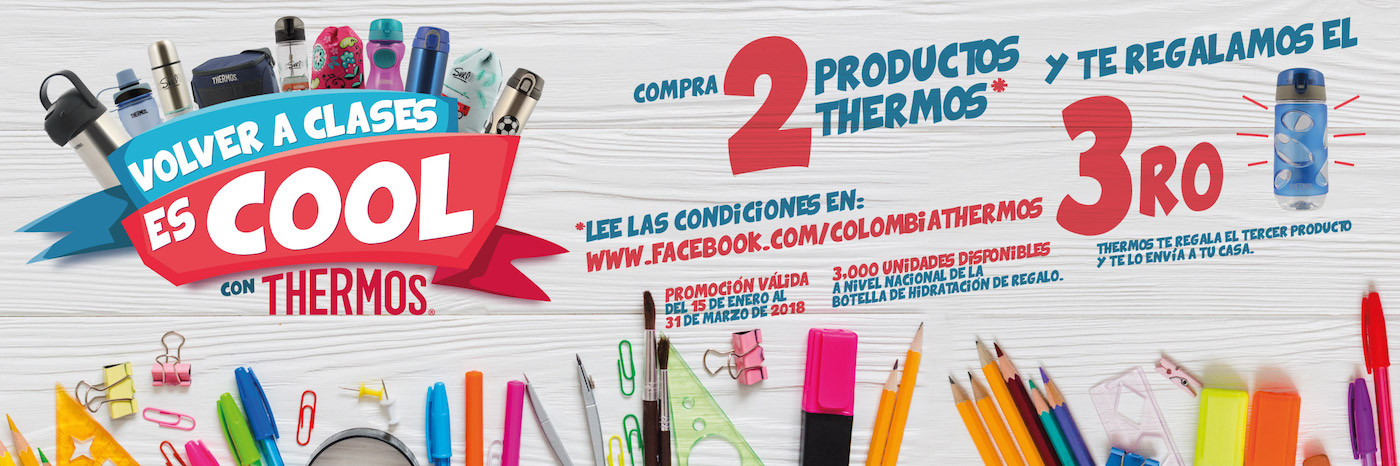 THERMOS
VOLVER A CLASES
ES COOL
CON THERMOS®
COMPRA 2 PRODUCTOS
THERMOS*
Y TE REGALAMOS EL
3RO
*LEE LAS CONDICIONES EN:
WWW.FACEBOOK.COM/COLOMBIATHERMOS
PROMOCIÓN VÁLIDA
DEL 15 DE ENERO AL
31 DE MARZO DE 2018
3,000 UNIDADES DISPONIBLES
A NIVEL NACIONAL DE LA
BOTELLA DE HIDRATACIÓN DE REGALO.
THERMOS TE REGALA EL TERCER PRODUCTO
Y TE LO ENVÍA A TU CASA.